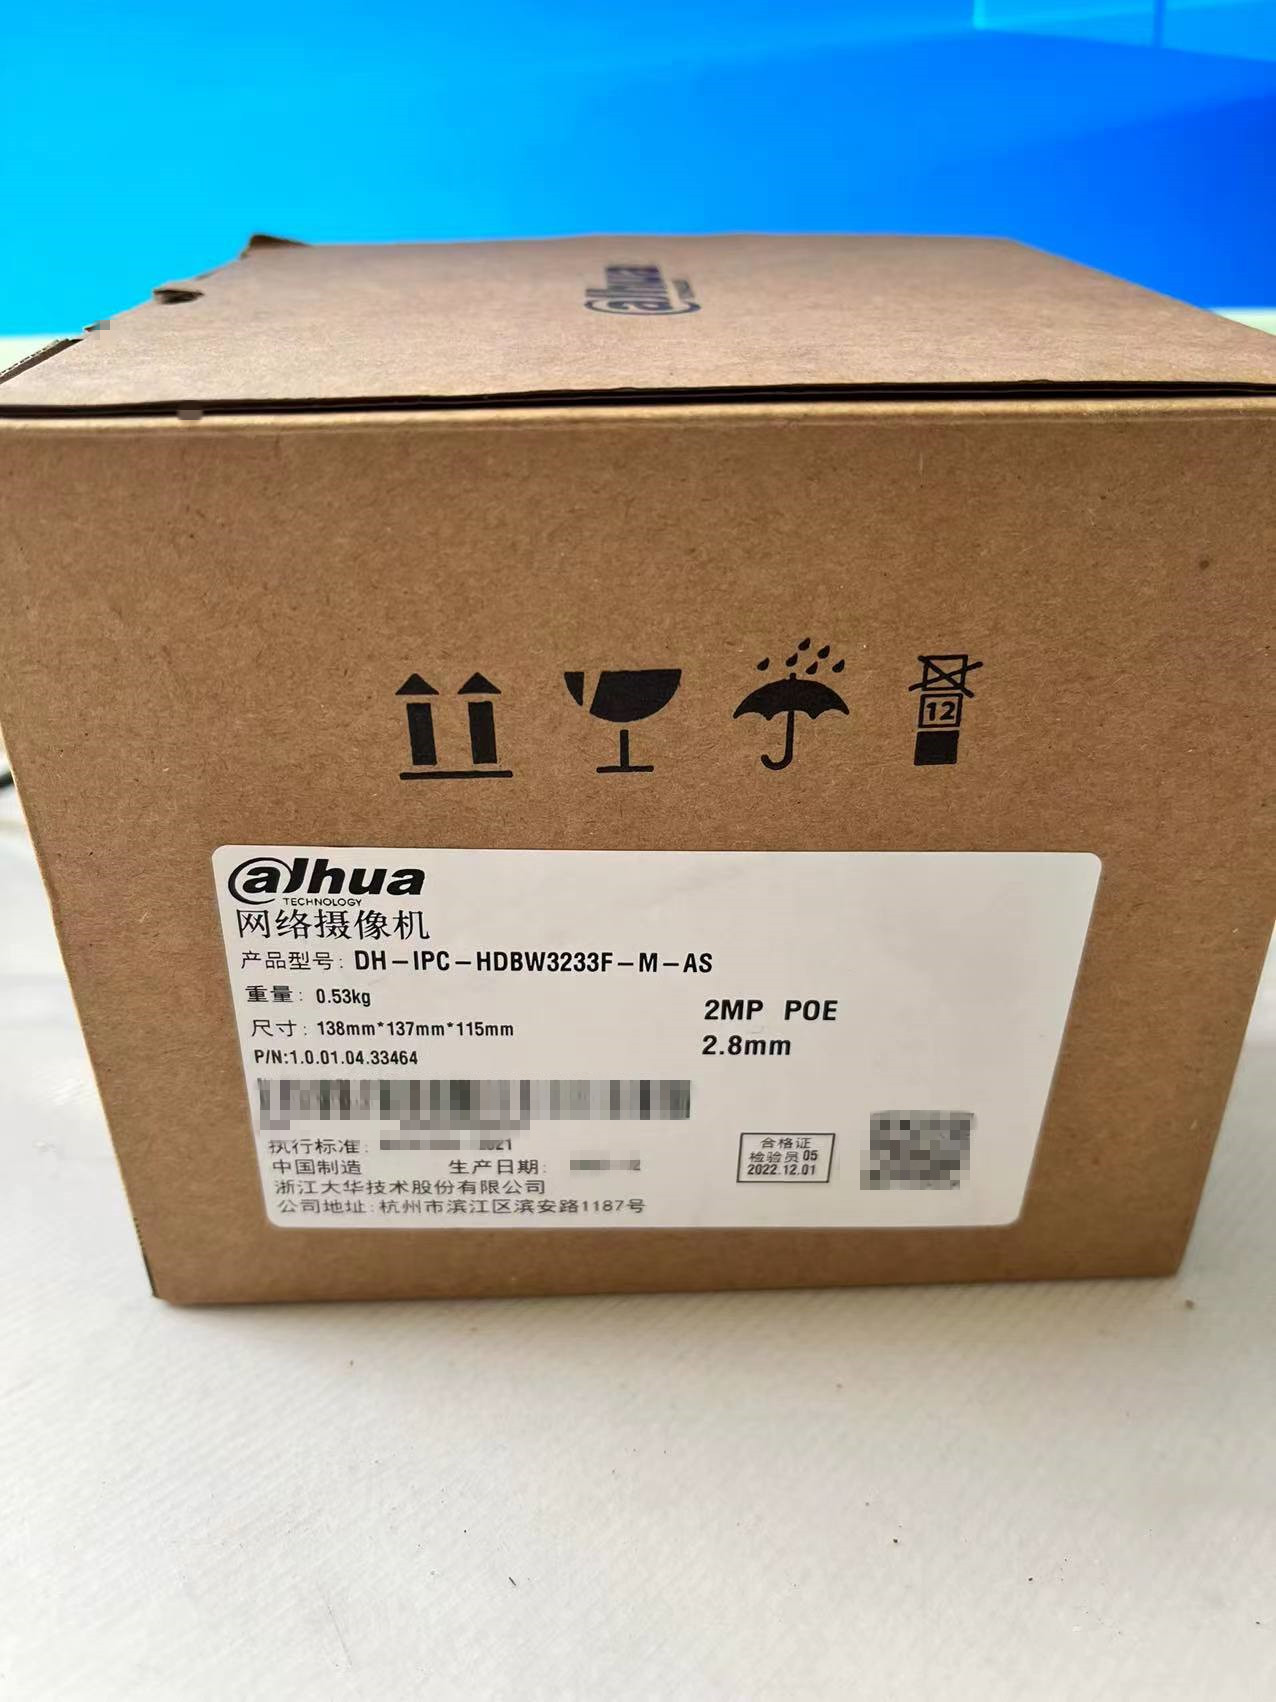 alhua
12
alhua
TECHNOLOGY
网络摄像机
产品型号: DH-IPC-HDBW3233F-M-AS
重量: 0.53kg
尺寸: 138mm*137mm*115mm
P/N:1.0.01.04.33464
2MP POE
2.8mm
执行标准:
中国制造 生产日期:
浙江大华技术股份有限公司
公司地址:杭州市滨江区滨安路1187号
合格证
检验员05
2022.12.01